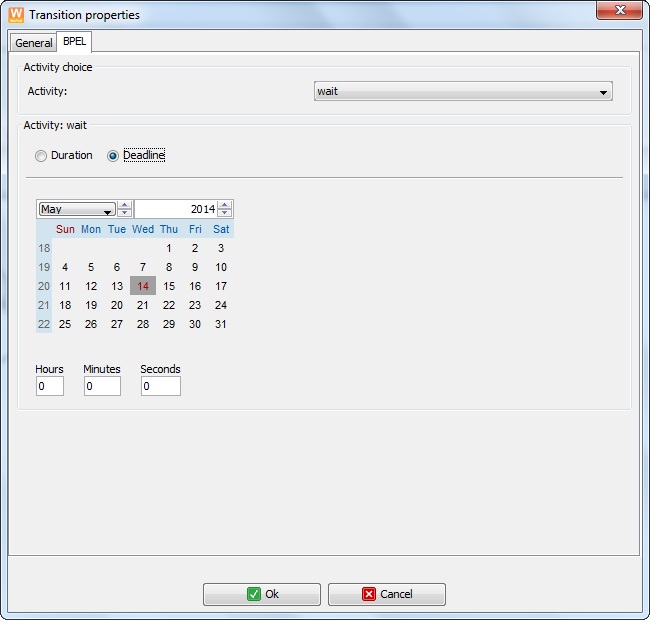 W Transition properties
General BPEL
Activity choice
Activity: wait
Activity: wait
Duration Deadline
May 2014
Sun Mon Tue Wed Thu Fri Sat
18 1 2 3
19 4 5 6 7 8 9 10
20 11 12 13 14 15 16 17
21 18 19 20 21 22 23 24
22 25 26 27 28 29 30 31
Hours Minutes Seconds
0 0 0
Ok Cancel